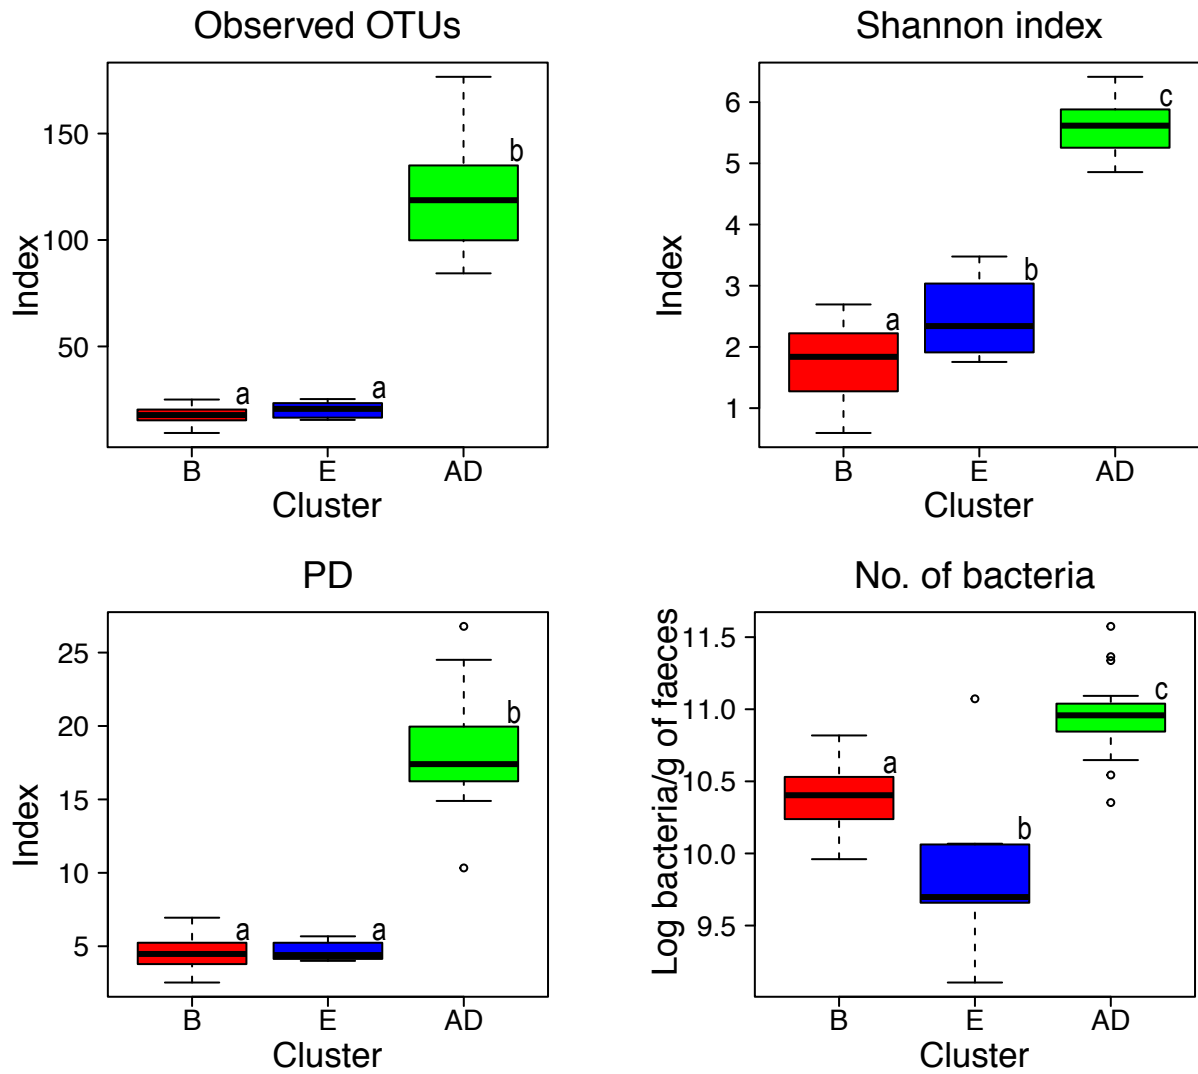 Observed OTUs
Index
150
100
50
a
a
b
B
E
AD
Cluster
Shannon index
Index
6
5
4
3
2
1
a
b
c
B
E
AD
Cluster
PD
Index
25
20
15
10
5
a
a
b
B
E
AD
Cluster
No. of bacteria
Log bacteria/g of faeces
11.5
11.0
10.5
10.0
9.5
a
b
c
B
E
AD
Cluster